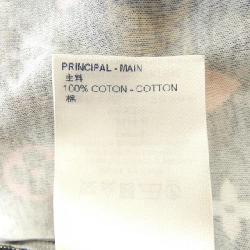 PRINCIPAL - MAIN
主料
100% COTON - COTTON
棉